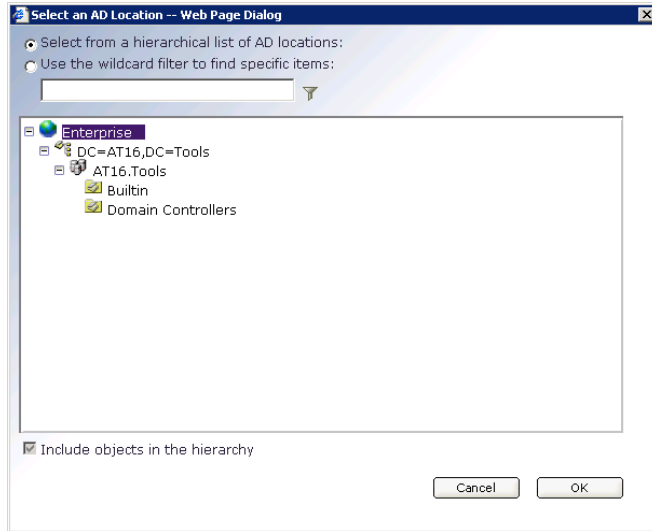 Select an AD Location -- Web Page Dialog
Select from a hierarchical list of AD locations:
Use the wildcard filter to find specific items:
Enterprise
DC=AT16,DC=Tools
AT16.Tools
Builtin
Domain Controllers
Include objects in the hierarchy
Cancel OK